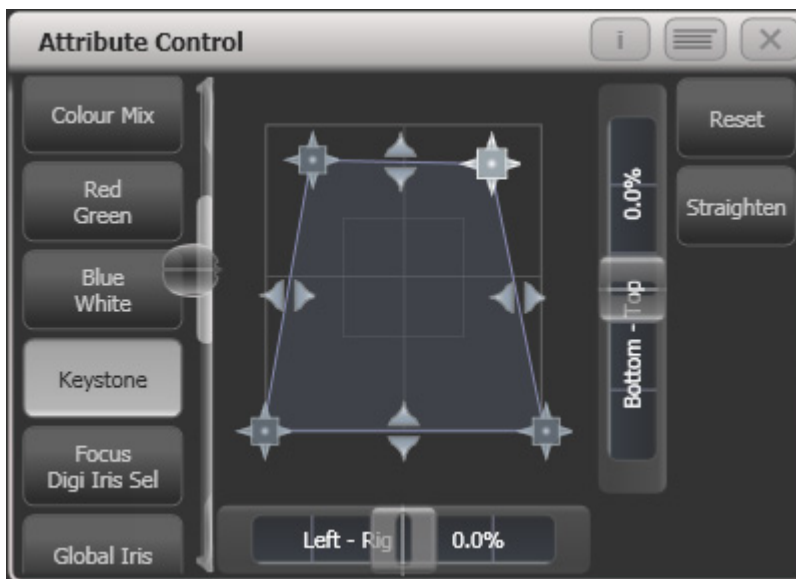 Attribute Control
i
Colour Mix
Red
Green
Blue
White
Keystone
Focus
Digi Iris Sel
Global Iris
0.0%
Bottom - Top
Left - Rig
0.0%
Reset
Straighten